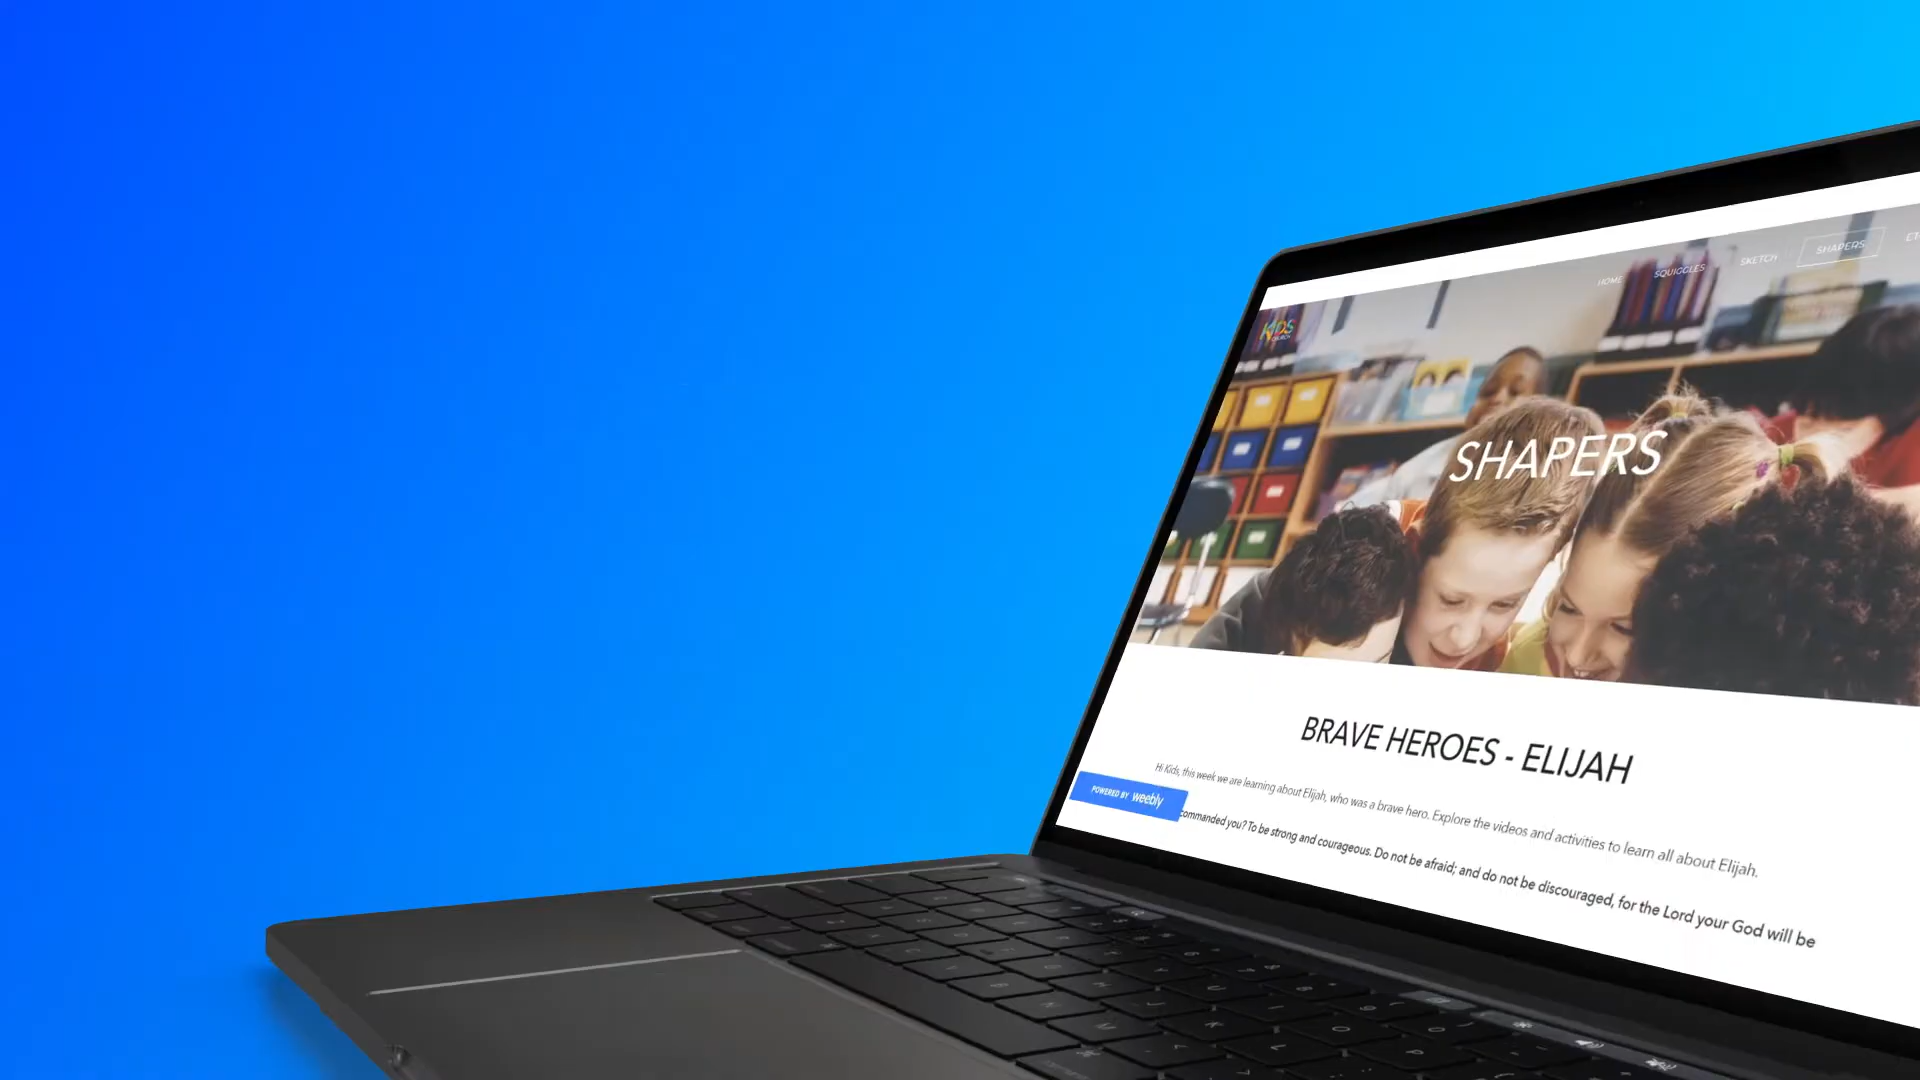 HOME SQUIGGLES SKETCH SHAPERS
KIDS
CHURCH
SHAPERS
BRAVE HEROES - ELIJAH
Hi Kids, this week we are learning about Elijah, who was a brave hero. Explore the videos and activities to learn all about Elijah.
commanded you? To be strong and courageous. Do not be afraid; and do not be discouraged, for the Lord your God will be
POWERED BY weebly